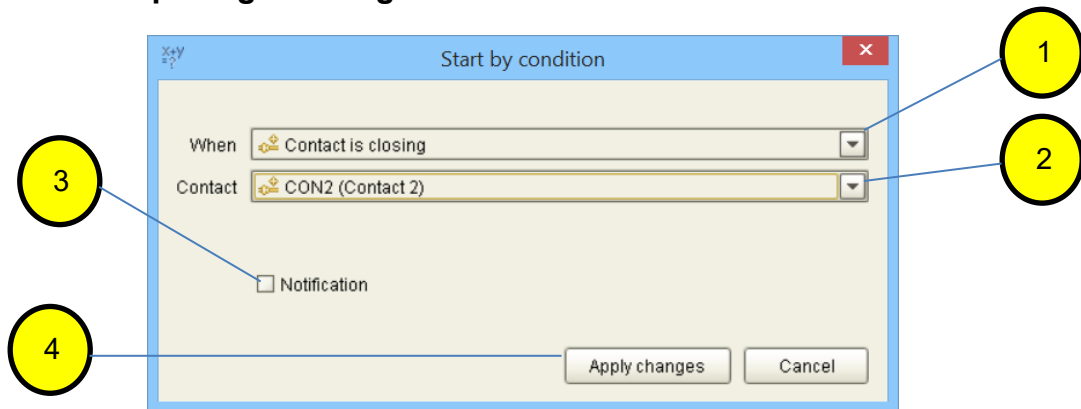 Start by condition
1
When Contact is closing
2
3
Contact CON2 (Contact 2)
Notification
4
Apply changes Cancel